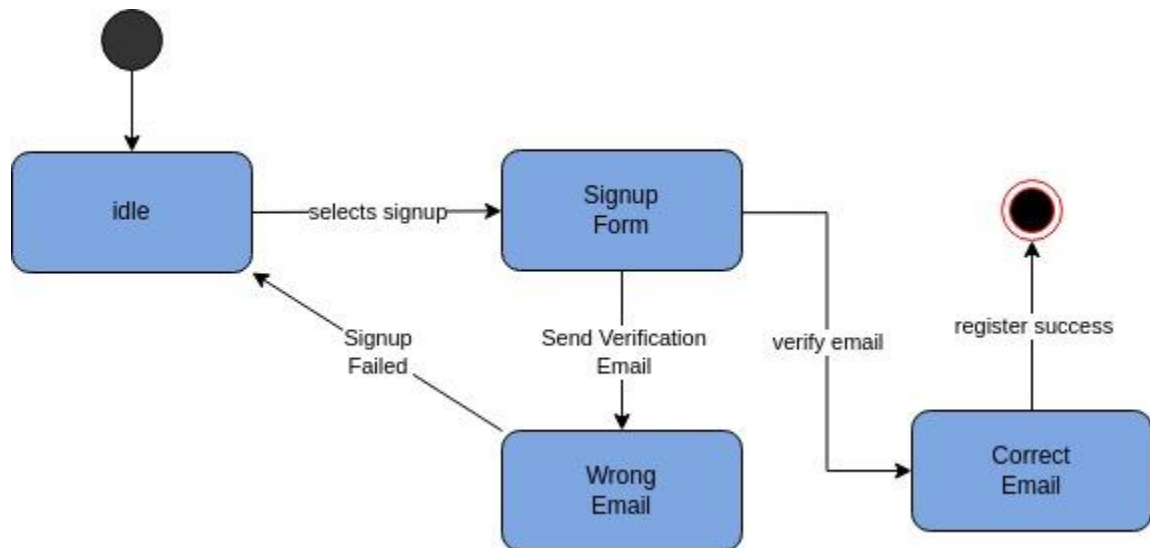 idle
selects signup
Signup
Form
Signup
Failed
Send Verification
Email
verify email
register success
Wrong
Email
Correct
Email